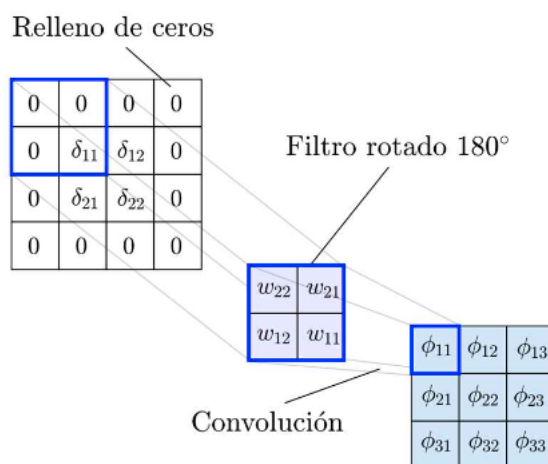 Relleno de ceros
0 0 0 0
0 δ₁₁ δ₁₂ 0
0 δ₂₁ δ₂₂ 0
0 0 0 0
Filtro rotado 180°
w₂₂ w₂₁
w₁₂ w₁₁
Convolución
ϕ₁₁ ϕ₁₂ ϕ₁₃
ϕ₂₁ ϕ₂₂ ϕ₂₃
ϕ₃₁ ϕ₃₂ ϕ₃₃